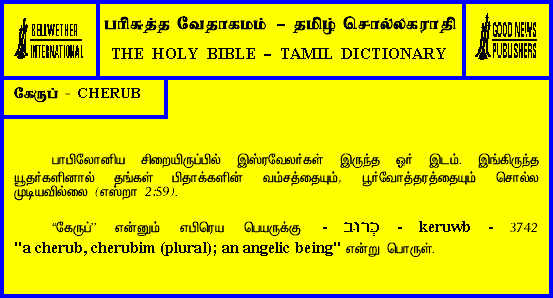 BELLWETHER
INTERNATIONAL
பரிசுத்த வேதாகமம் – தமிழ் சொல்லகராதி
THE HOLY BIBLE – TAMIL DICTIONARY
GOOD NEWS
PUBLISHERS
கேருப் - CHERUB
பாபிலோனிய சிறையிருப்பில் இஸ்ரவேலர்கள் இருந்த ஓர் இடம். இங்கிருந்த
யூதர்களினால் தங்கள் பிதாக்களின் வம்சத்தையும், பூர்வோத்தரத்தையும் சொல்ல
முடியவில்லை (எஸ்றா 2:59).
“கேருப்” என்னும் எபிரெய பெயருக்கு - כְּרוּב - keruwb - 3742
"a cherub, cherubim (plural); an angelic being" என்று பொருள்.